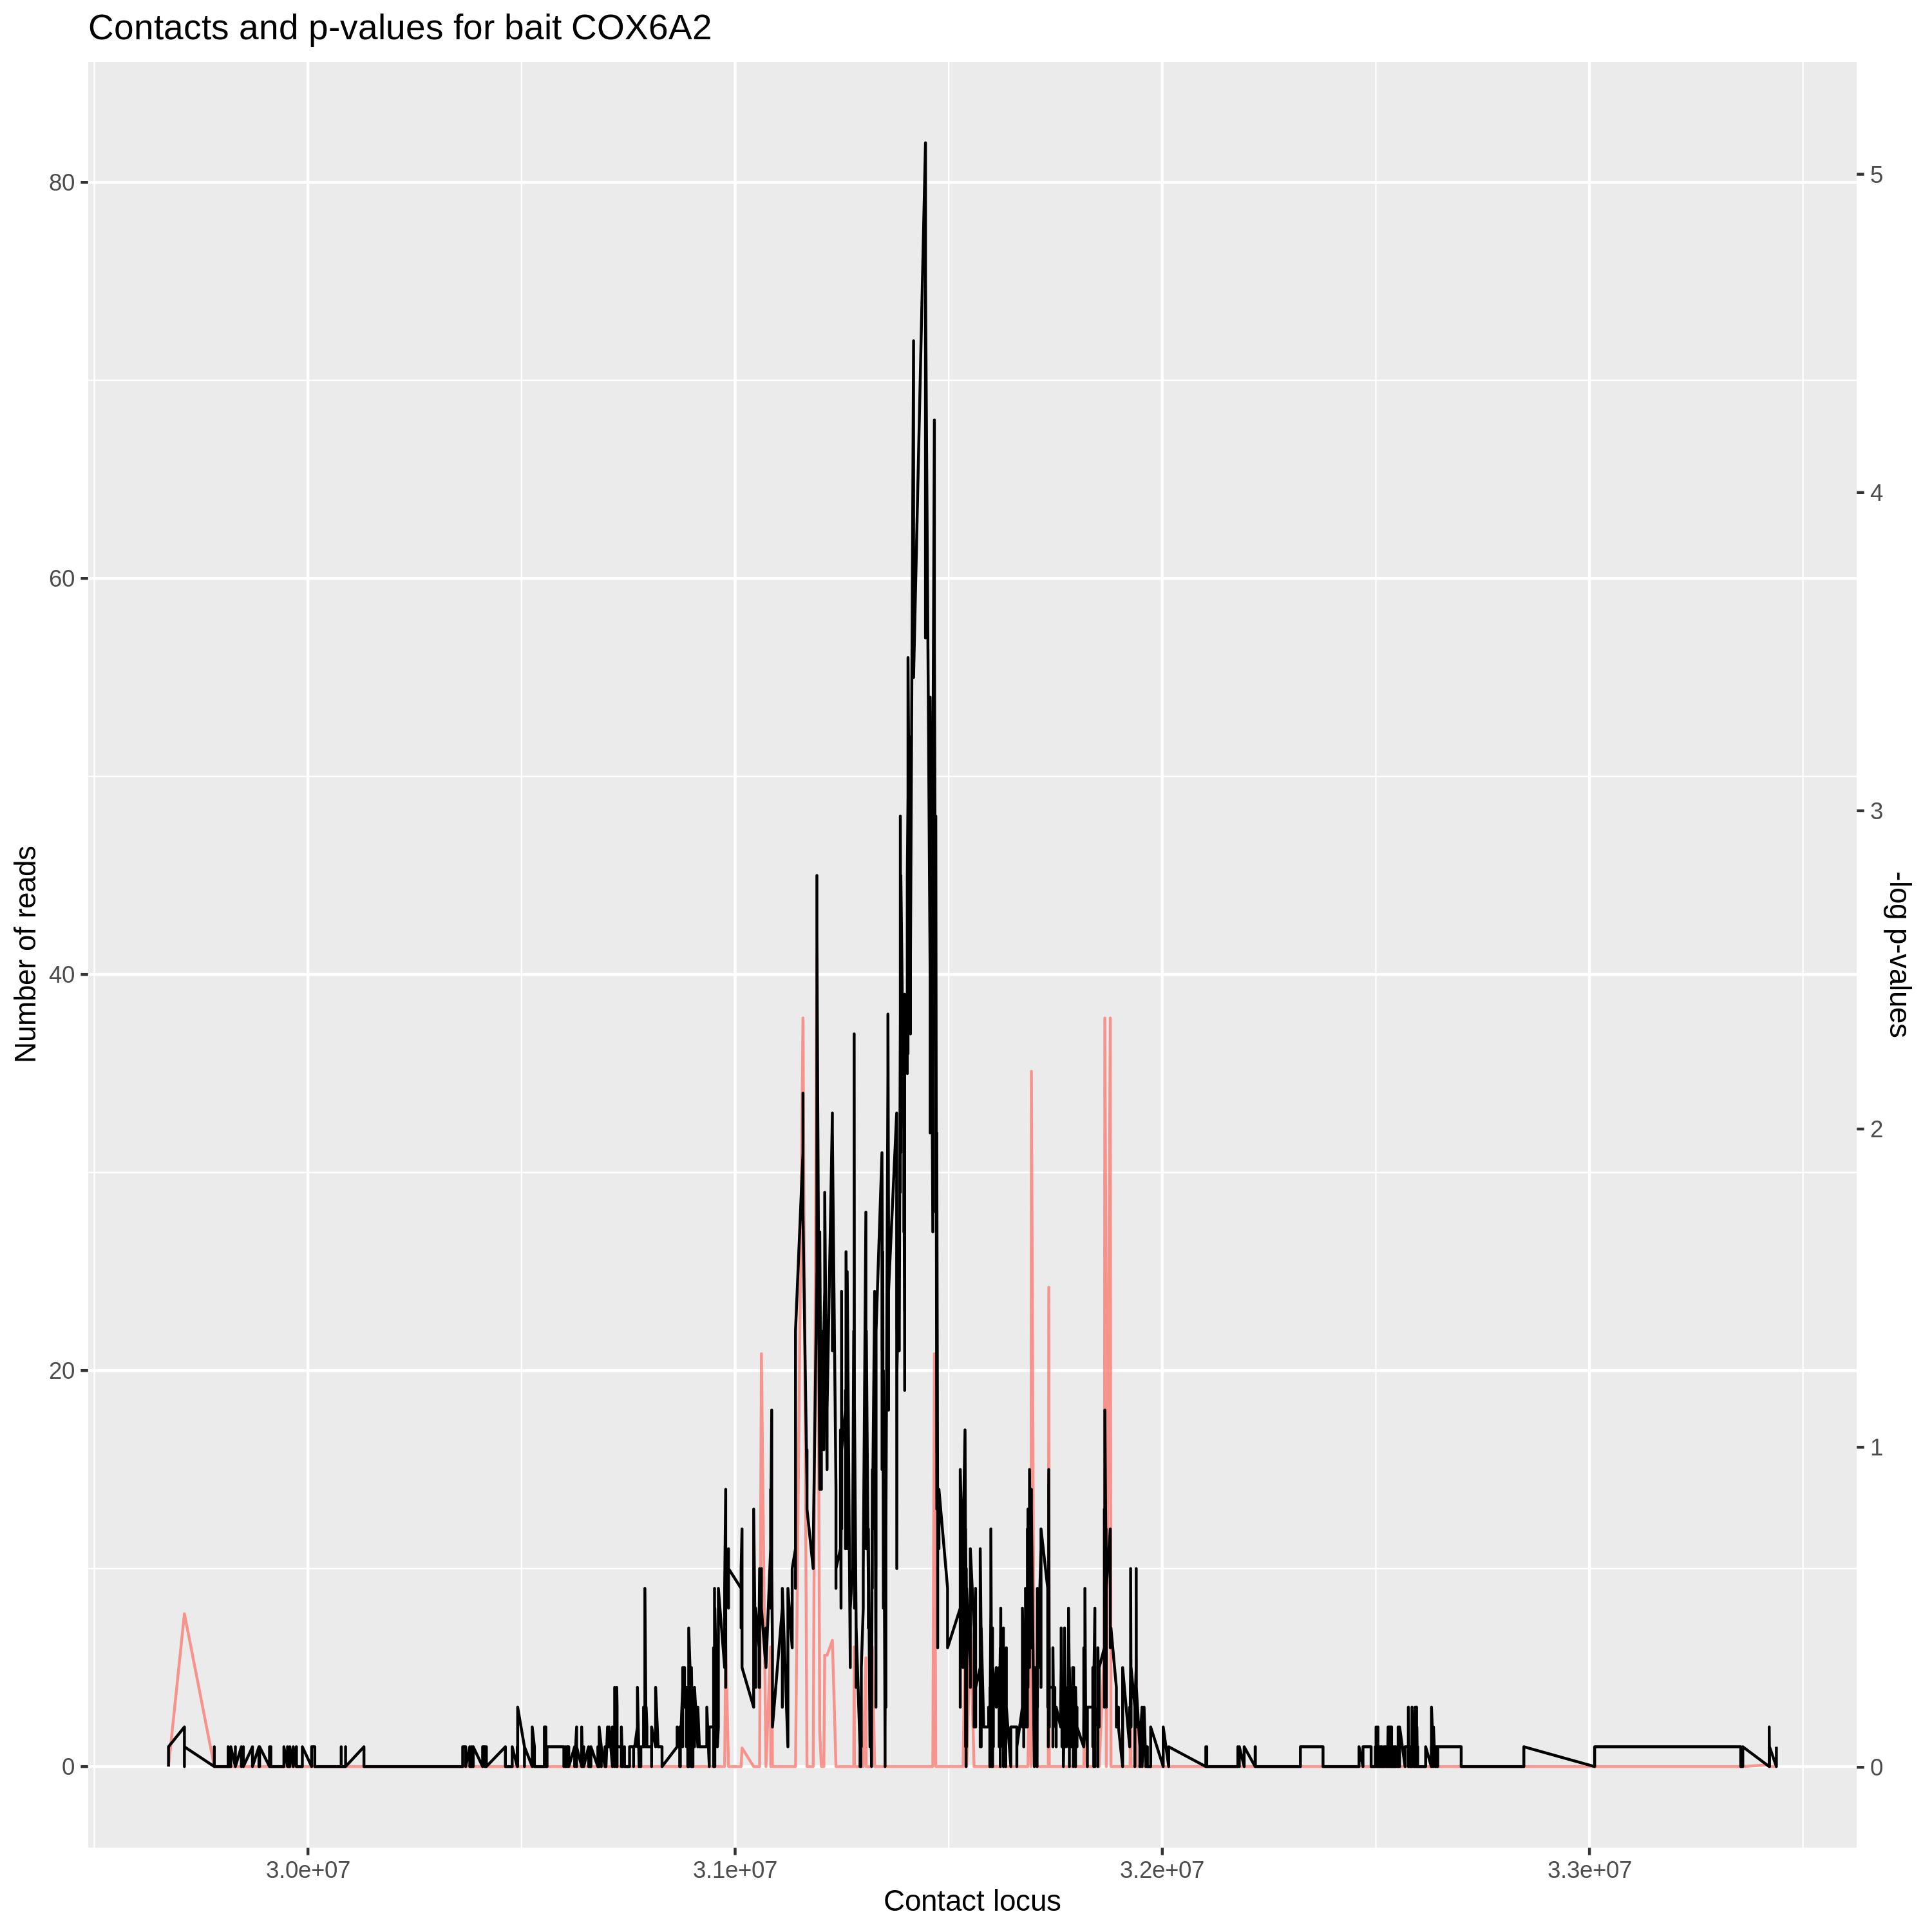 Contacts and p-values for bait COX6A2
80
60
40
20
0
Number of reads
5
4
3
2
1
0
-log p-values
3.0e+07
3.1e+07
3.2e+07
3.3e+07
Contact locus